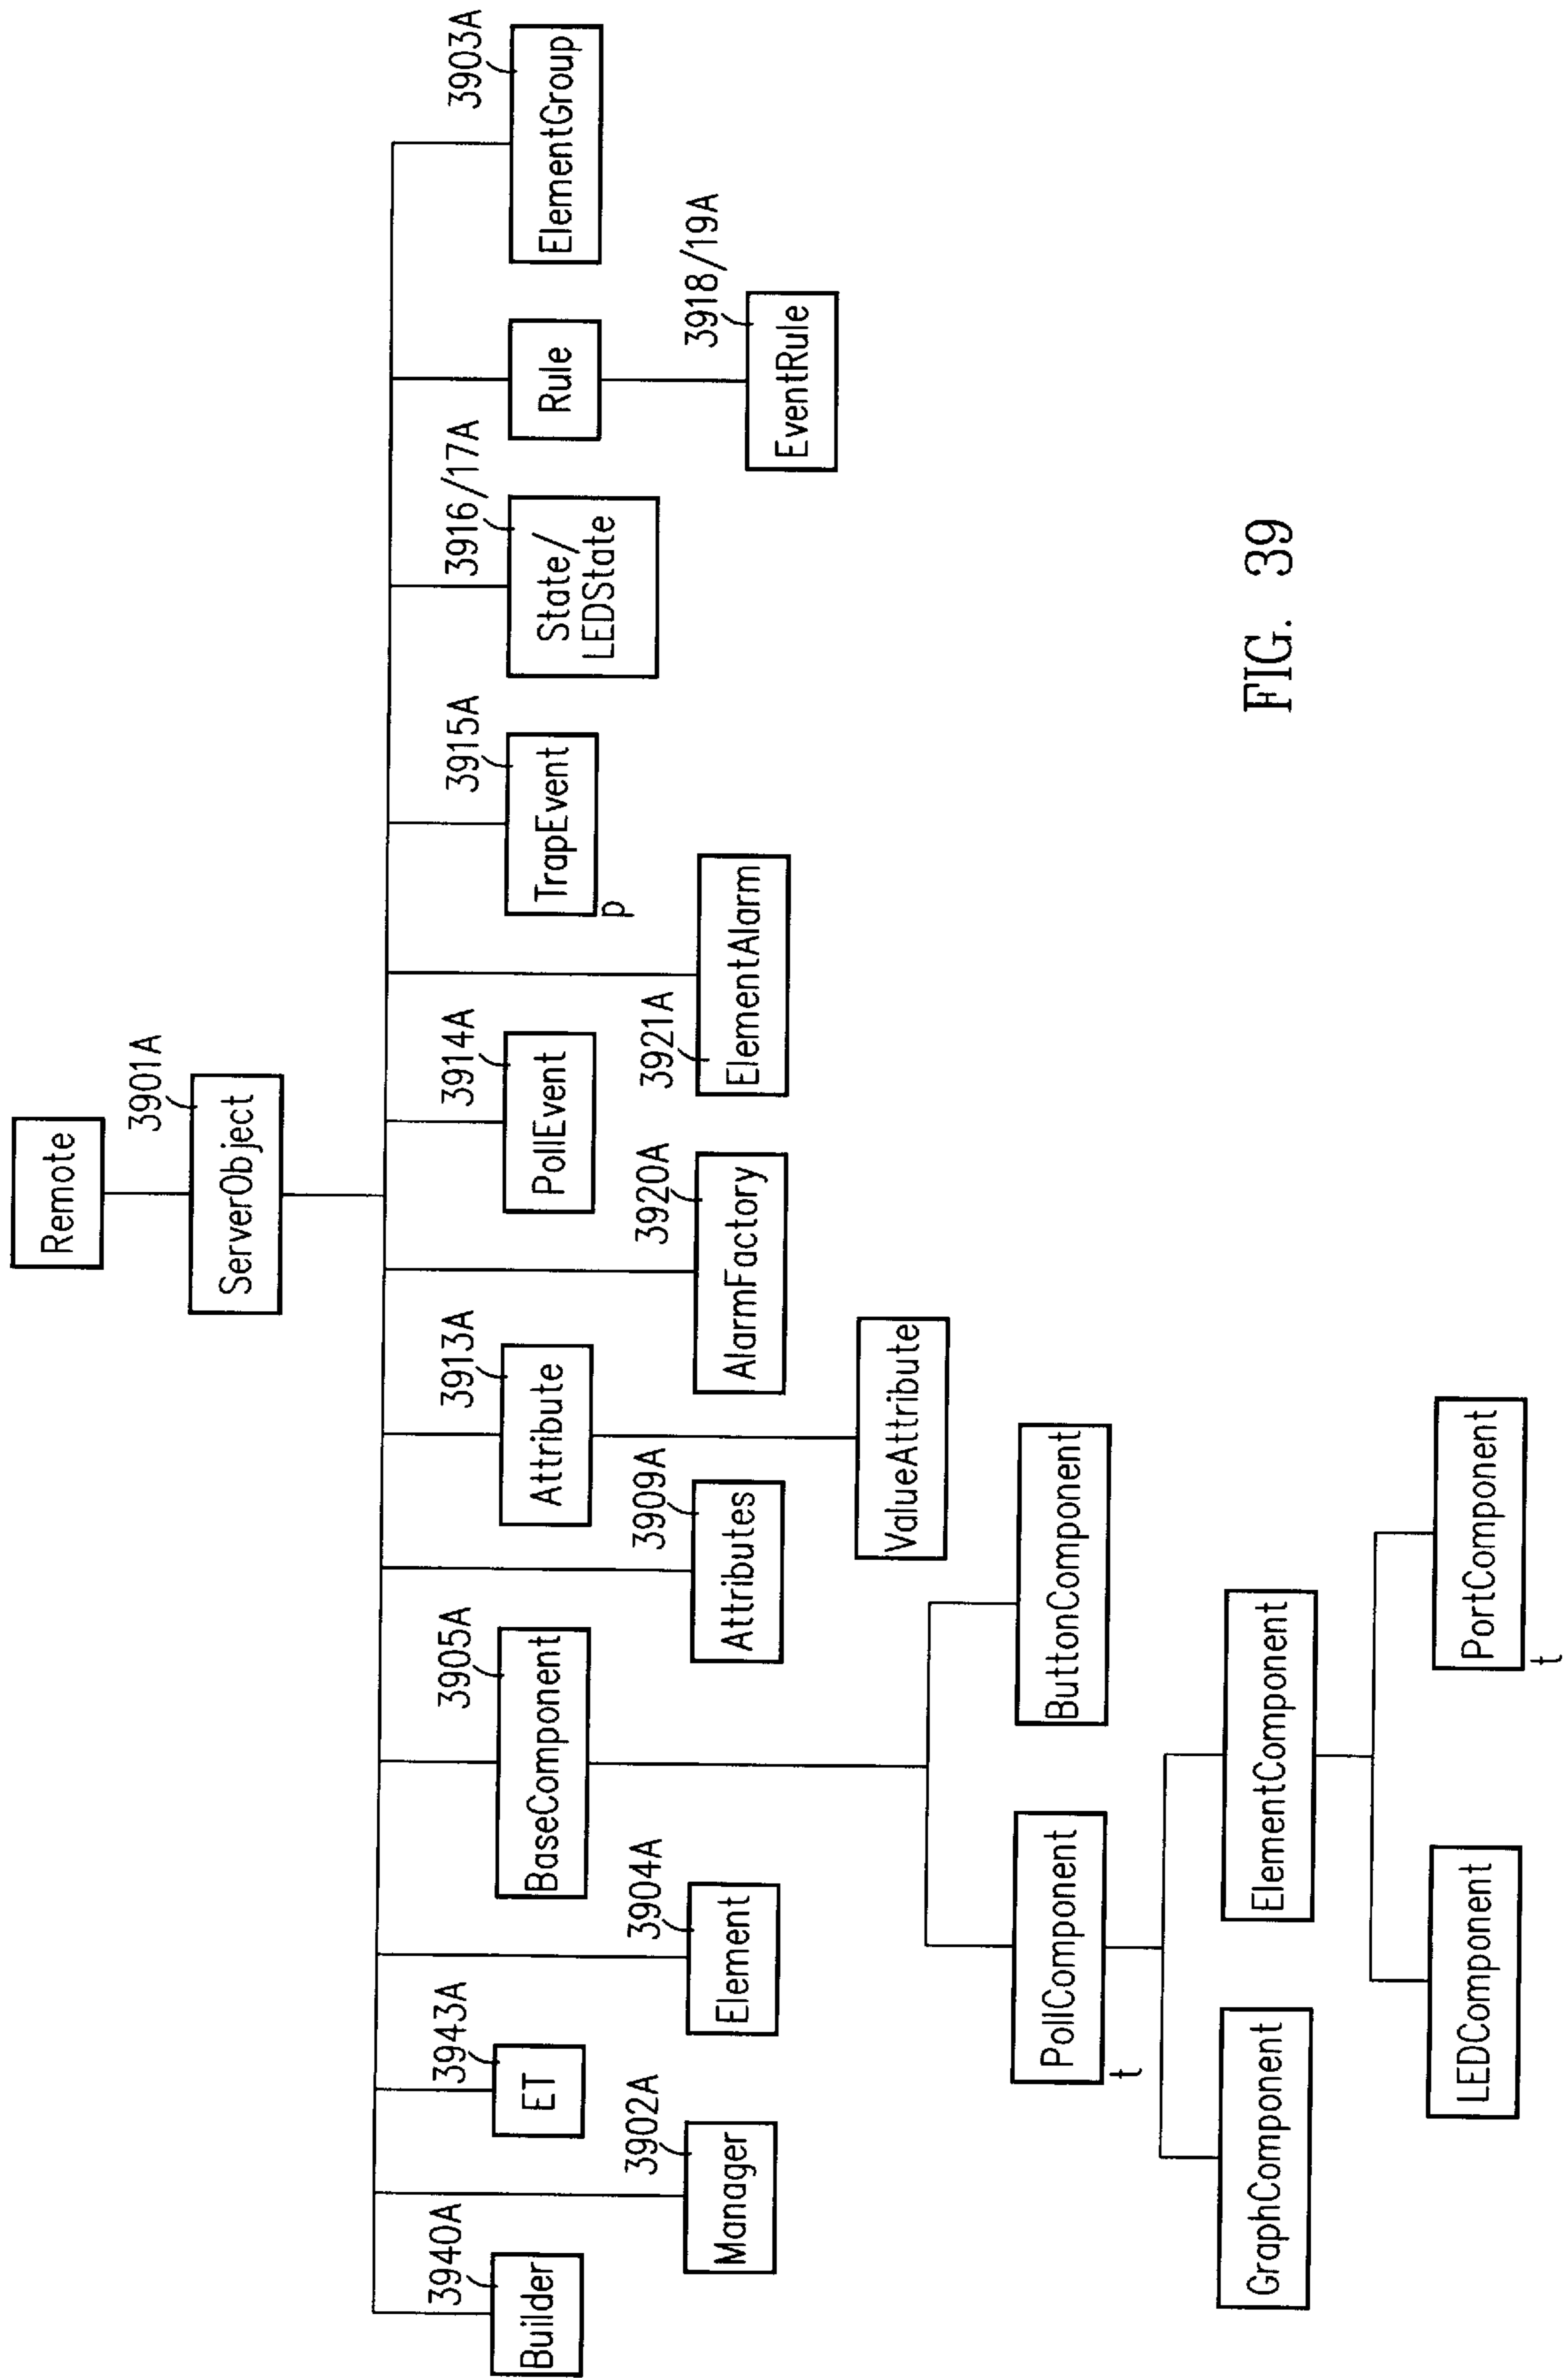 Remote
3901A
ServerObject
3940A
Builder
3943A
ET
3905A
BaseComponent
3913A
Attribute
3914A
PollEvent
3915A
TrapEvent
p
3916/17A
State/
LEDState
Rule
3903A
ElementGroup
3902A
Manager
3904A
Element
3909A
Attributes
3920A
AlarmFactory
3921A
ElementAlarm
3918/19A
EventRule
ValueAttribute
PollComponent
t
ButtonComponent
GraphComponent
ElementComponent
LEDComponent
PortComponent
t
FIG. 39